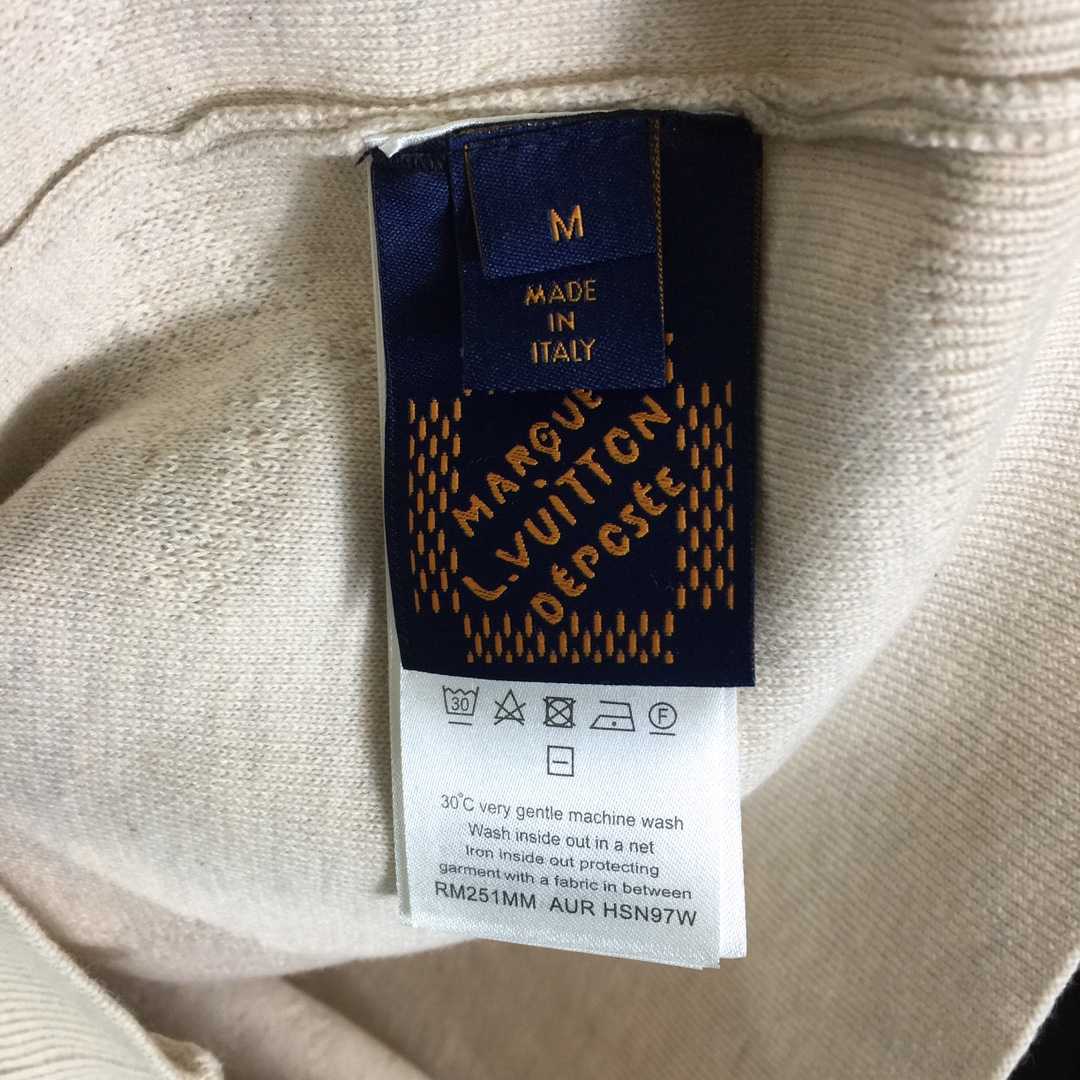 M
MADE
IN
ITALY
MARQUE
L.VUITTON
DÉPOSÉE
30
F
30°C very gentle machine wash
Wash inside out in a net
Iron inside out protecting
garment with a fabric in between
RM251MM AUR HSN97W